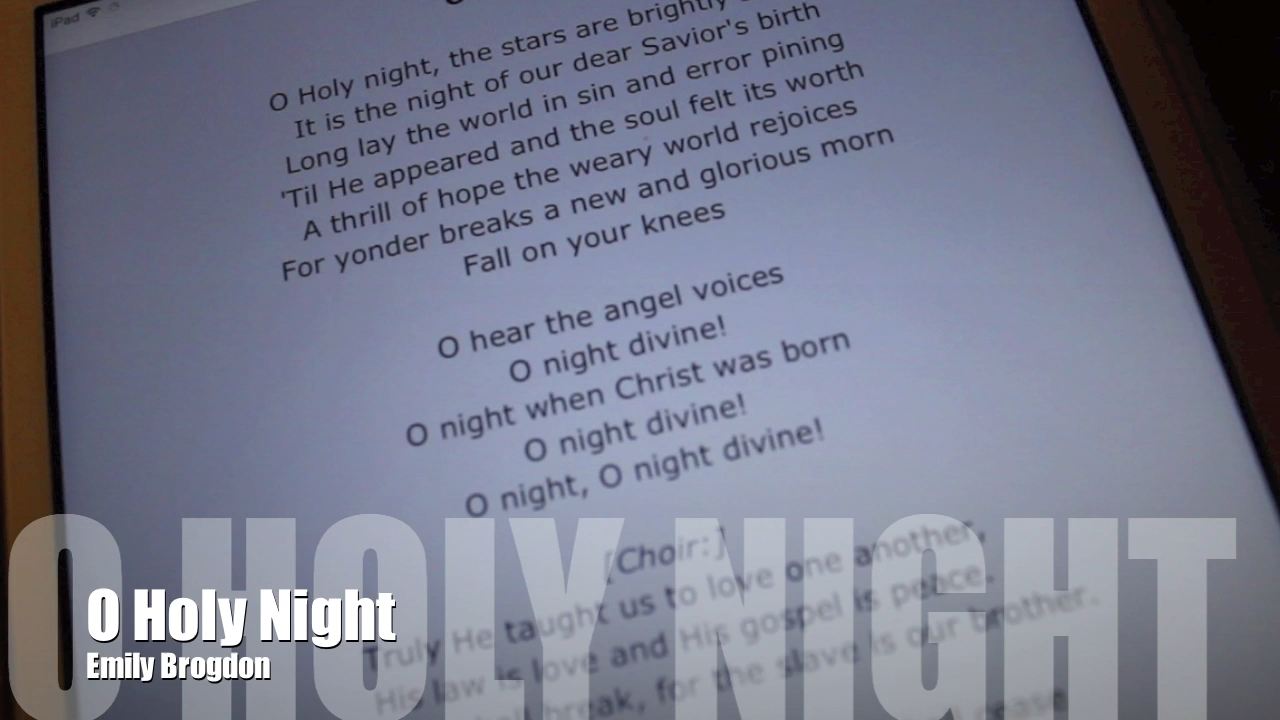 iPad
O Holy night, the stars are brightly
It is the night of our dear Savior's birth
Long lay the world in sin and error pining
'Til He appeared and the soul felt its worth
A thrill of hope the weary world rejoices
For yonder breaks a new and glorious morn
Fall on your knees
O hear the angel voices
O night divine!
O night when Christ was born
O night divine!
O night, O night divine!
[Choir:]
Truly He taught us to love one another,
His law is love and His gospel is peace.
break, for the slave is our brother.
cease
O HOLY NIGHT
O Holy Night
Emily Brogdon